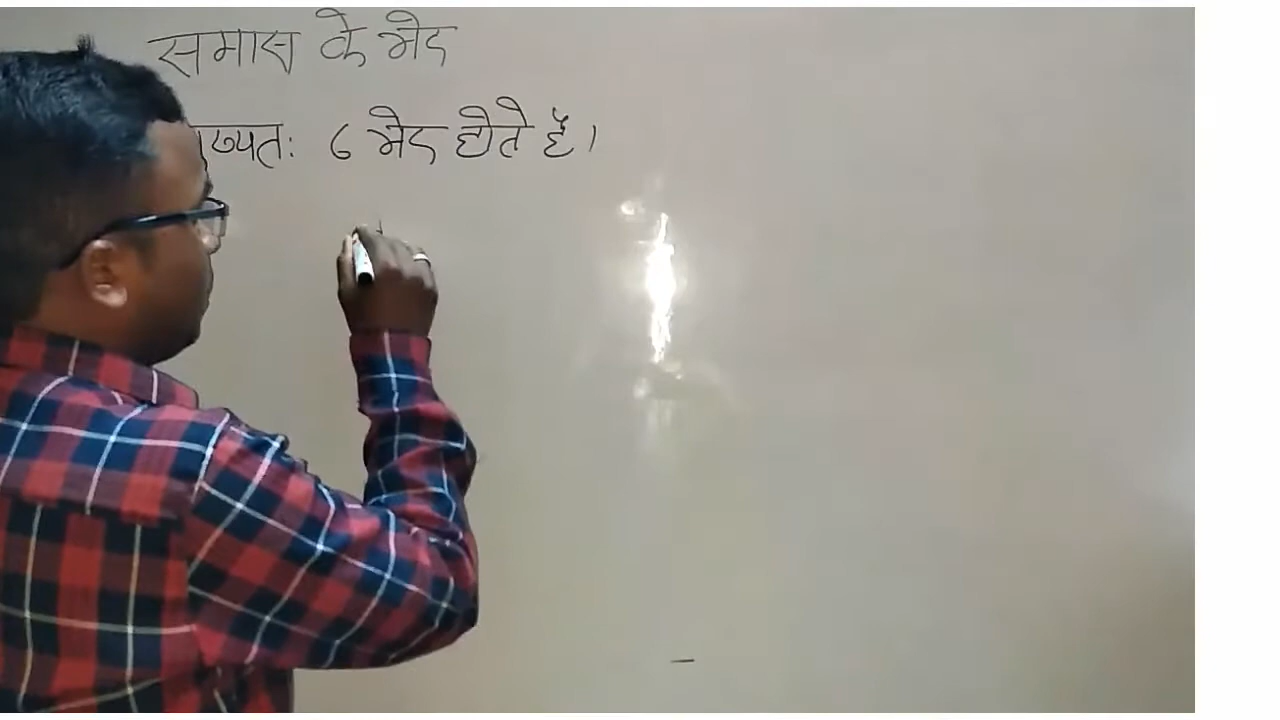 समास के भेद
6 भेद होते हैं।